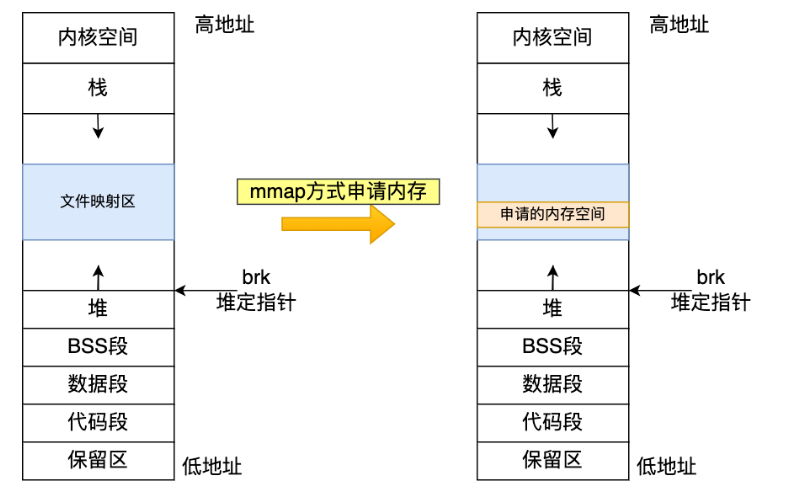 内核空间
高地址
栈
文件映射区
brk
堆定指针
堆
BSS段
数据段
代码段
保留区
低地址
mmap方式申请内存
内核空间
高地址
栈
申请的内存空间
brk
堆定指针
堆
BSS段
数据段
代码段
保留区
低地址